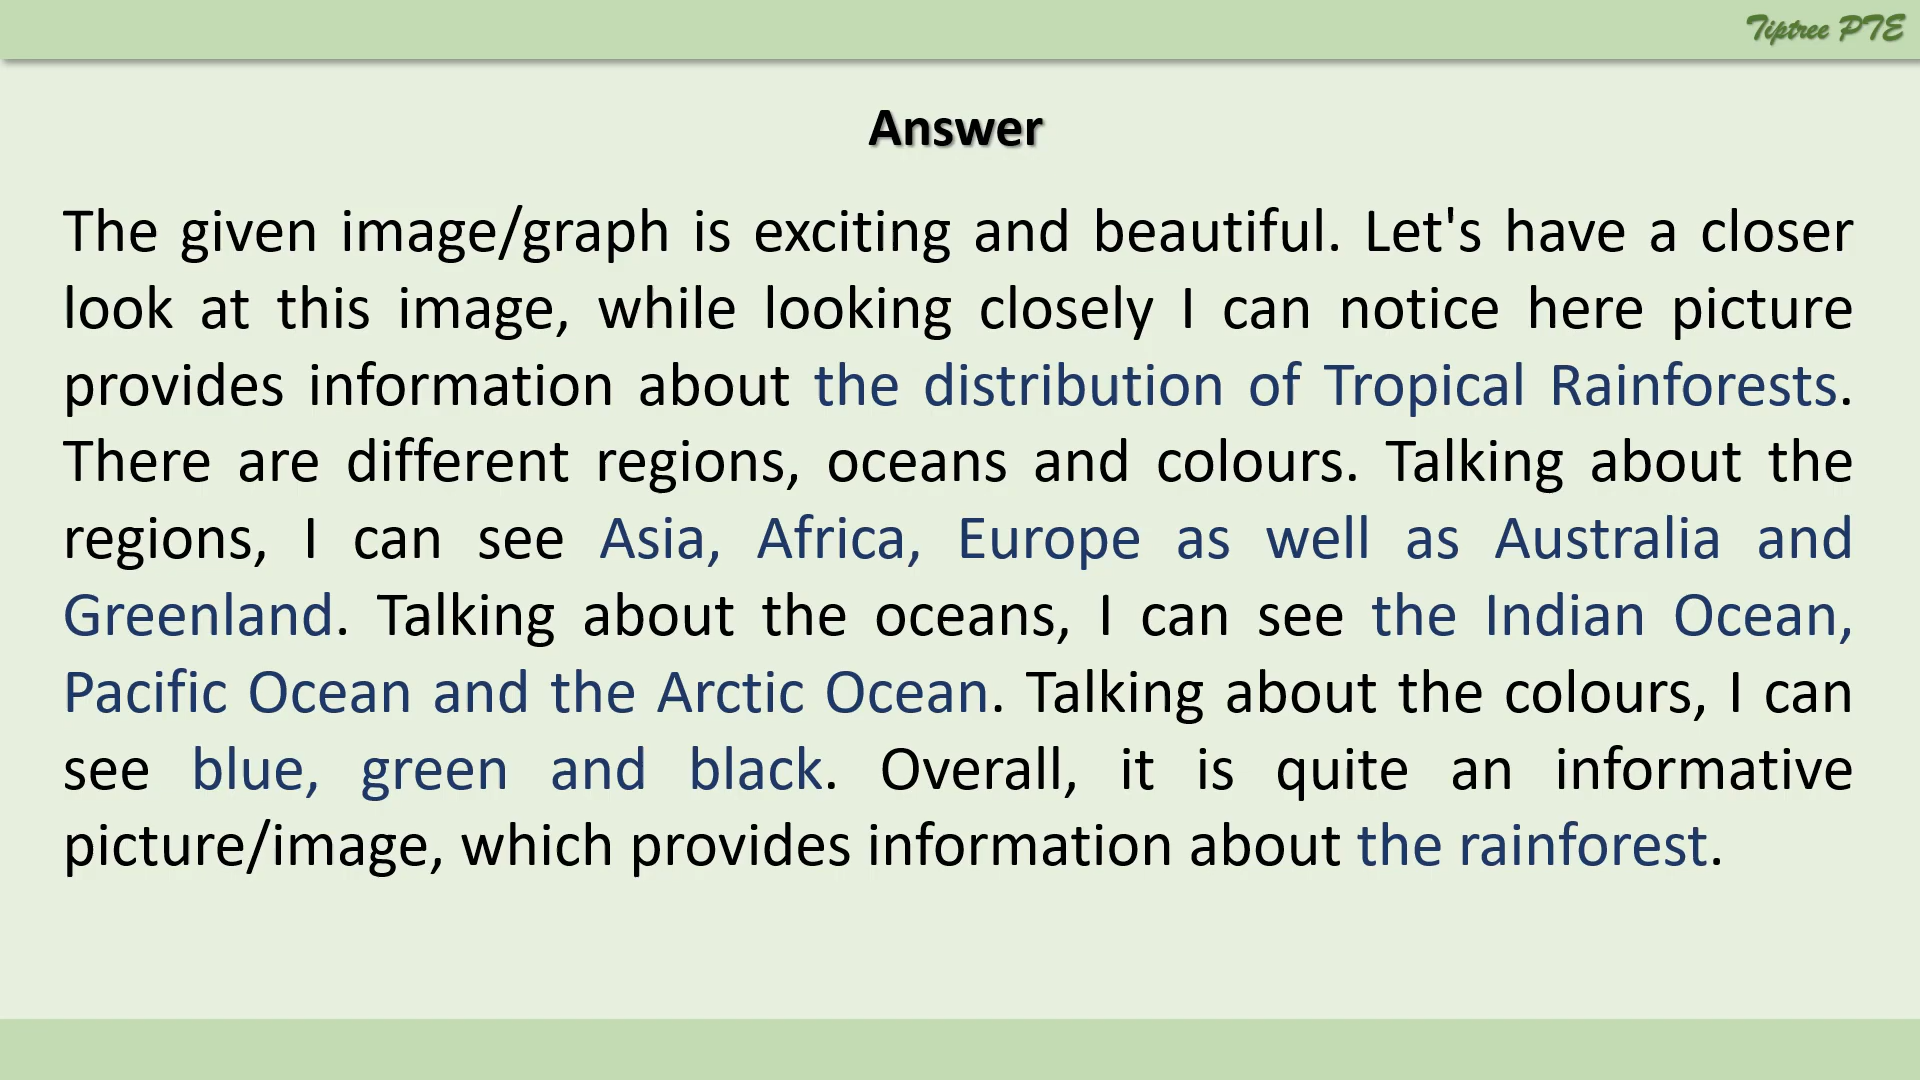 Tiptree PTE
Answer
The given image/graph is exciting and beautiful. Let's have a closer
look at this image, while looking closely I can notice here picture
provides information about the distribution of Tropical Rainforests.
There are different regions, oceans and colours. Talking about the
regions, I can see Asia, Africa, Europe as well as Australia and
Greenland. Talking about the oceans, I can see the Indian Ocean,
Pacific Ocean and the Arctic Ocean. Talking about the colours, I can
see blue, green and black. Overall, it is quite an informative
picture/image, which provides information about the rainforest.